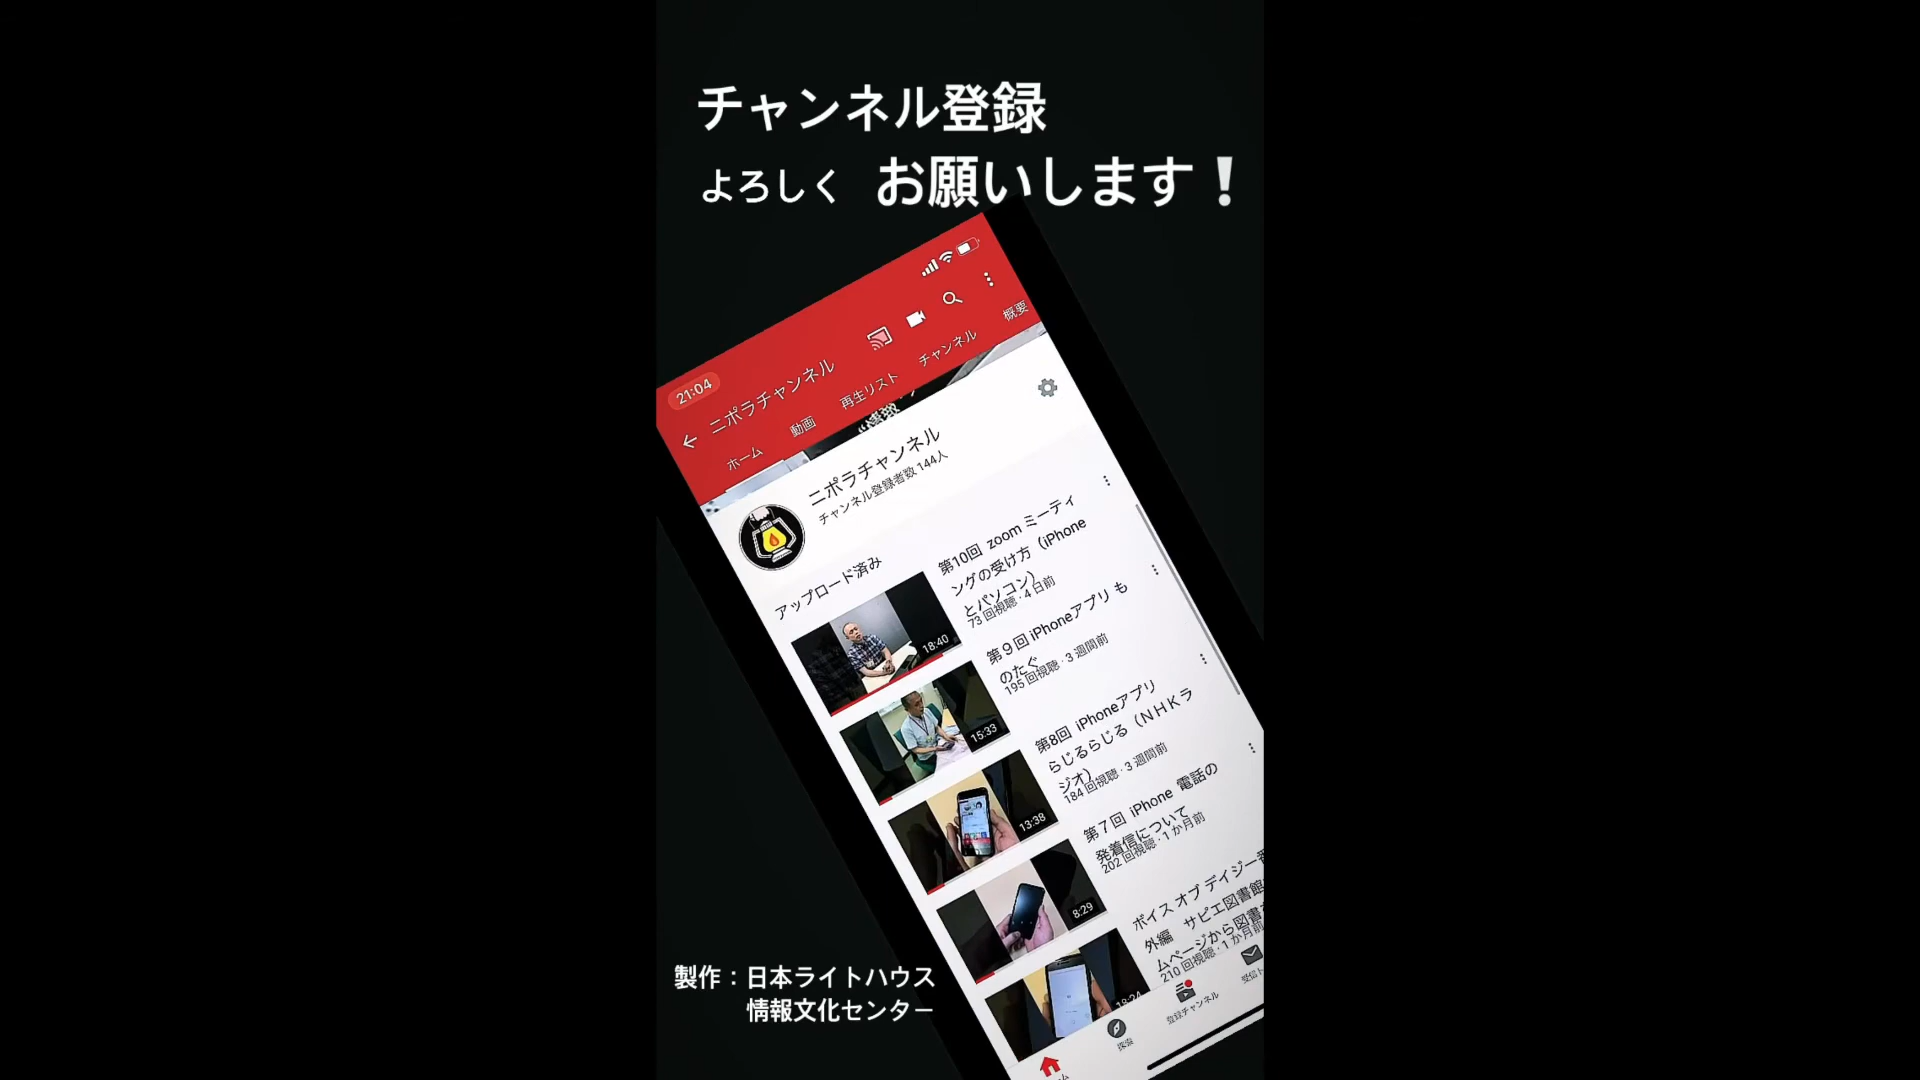 チャンネル登録
よろしく お願いします❕
21:04
ニポラチャンネル
ホーム 動画 再生リスト チャンネル 概要
ニポラチャンネル
チャンネル登録者数 144人
アップロード済み
第10回 zoom ミーティ
ングの受け方（iPhone
とパソコン）
73 回視聴・4 日前
18:40
第９回 iPhoneアプリ も
のたぐ
195 回視聴・3 週間前
15:33
第8回 iPhoneアプリ
らじるらじる（ＮＨＫラ
ジオ）
184 回視聴・3 週間前
13:38
第７回 iPhone 電話の
発着信について
202 回視聴・1 か月前
8:29
ボイス オブ デイジー
外編 サピエ図書館
ムページから図書
210 回視聴・1 か月前
18:24
探索
登録チャンネル
製作：日本ライトハウス
情報文化センター